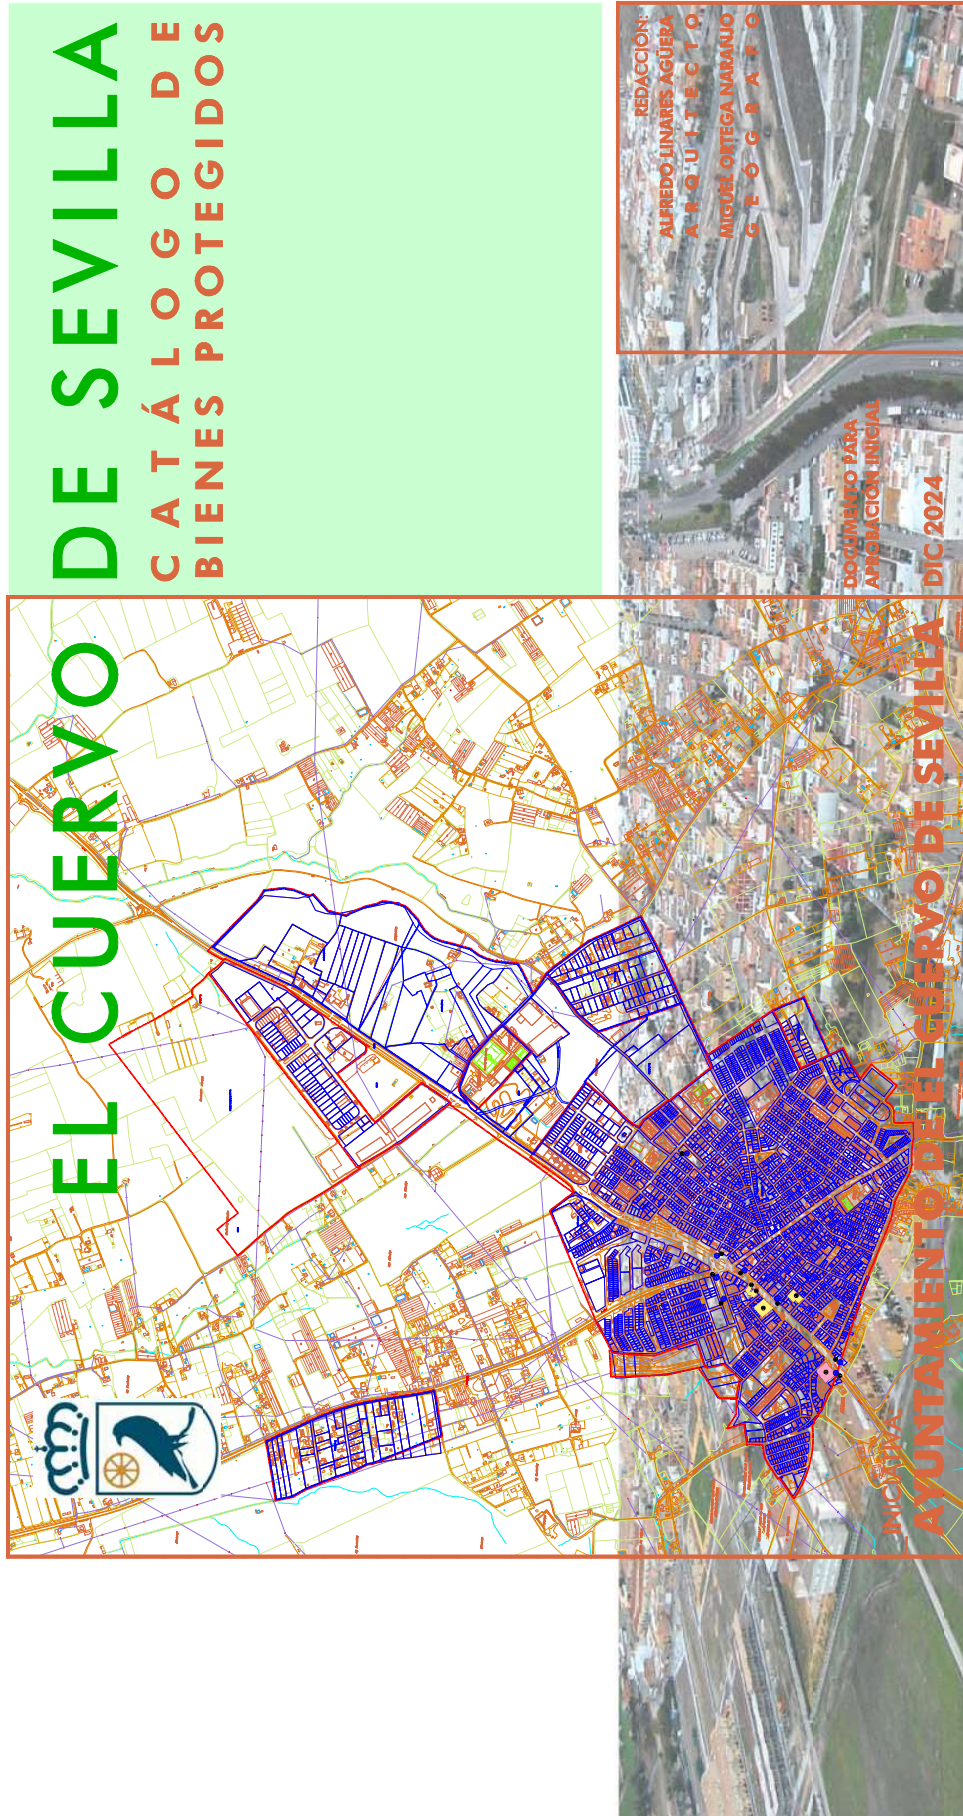 EL CUERVO DE SEVILLA
CATÁLOGO DE
BIENES PROTEGIDOS
REDACCIÓN:
ALFREDO LINARES AGÜERA
ARQUITECTO
MIGUEL ORTEGA NARANJO
GEOGRAFO
DOCUMENTO PARA
APROBACIÓN INICIAL
DIC 2024
INICIATIVA
AYUNTAMIENTO DE EL CUERVO DE SEVILLA